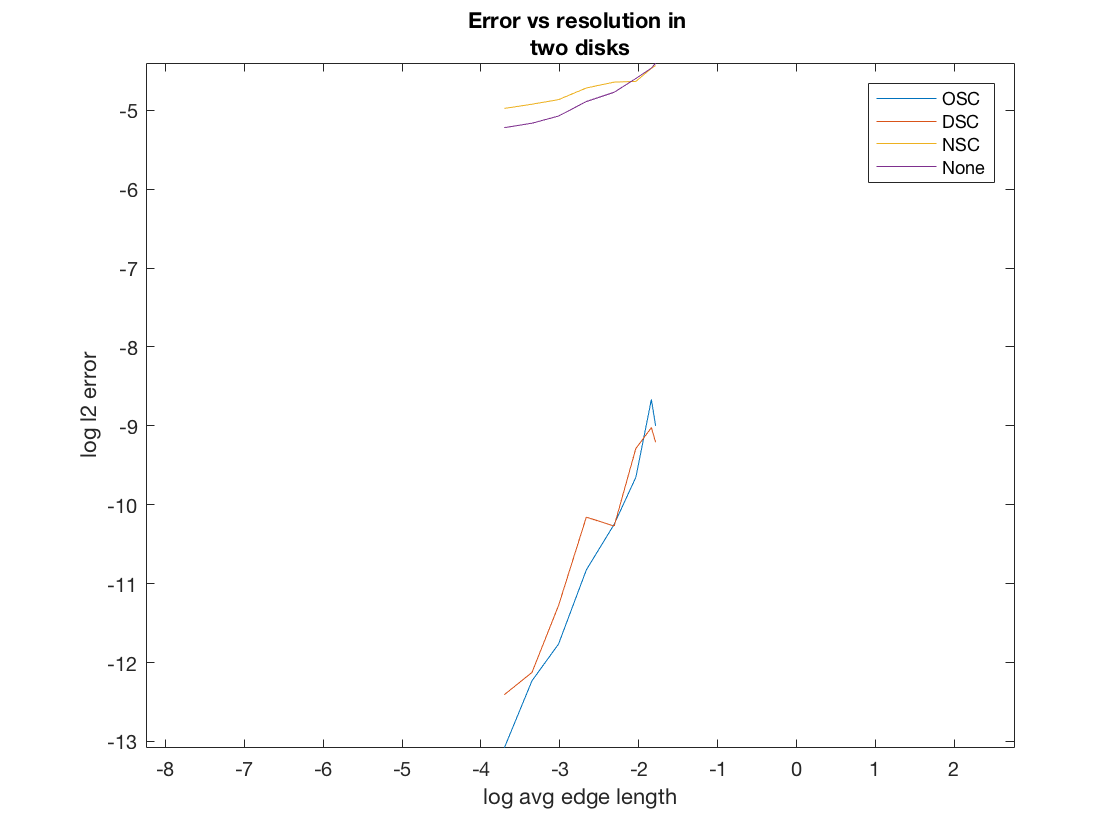 Error vs resolution in
two disks
OSC
DSC
NSC
None
-5
-6
-7
-8
-9
-10
-11
-12
-13
log l2 error
-8 -7 -6 -5 -4 -3 -2 -1 0 1 2
log avg edge length